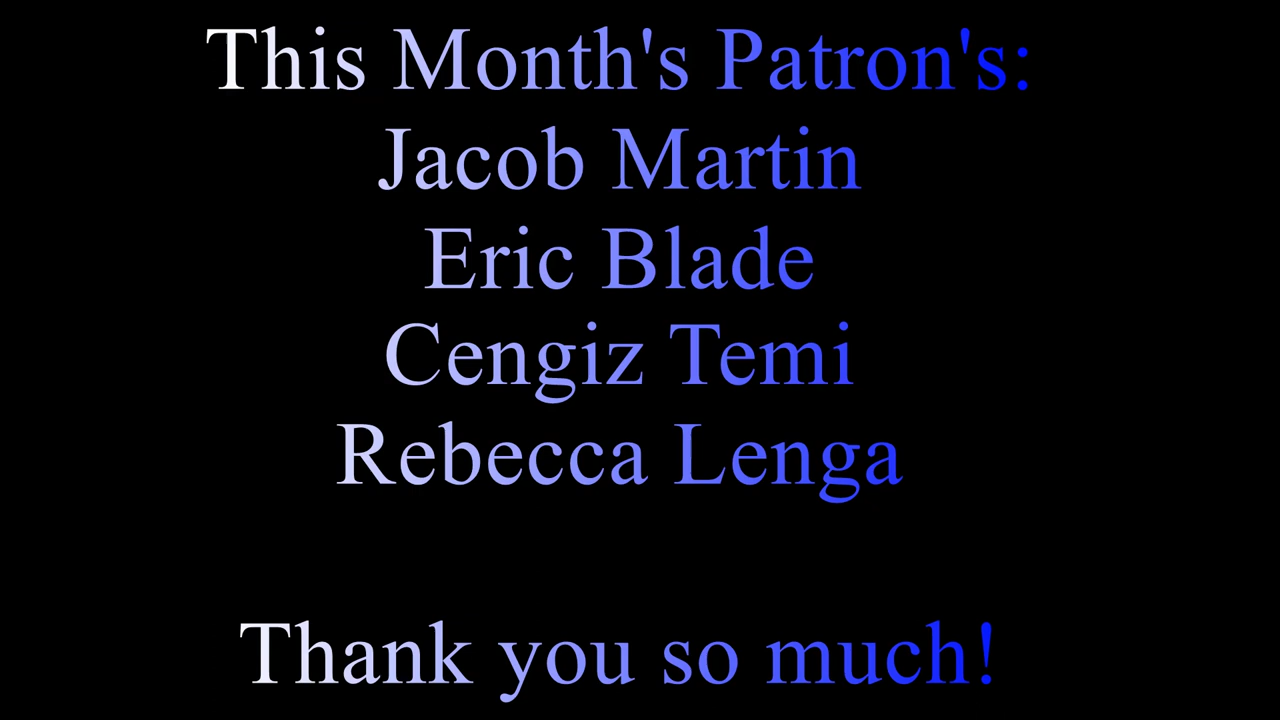 This Month's Patron's:
Jacob Martin
Eric Blade
Cengiz Temi
Rebecca Lenga
Thank you so much!